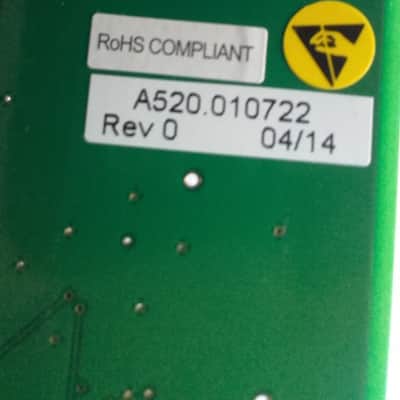 RoHS COMPLIANT
A520.010722
Rev 0 04/14